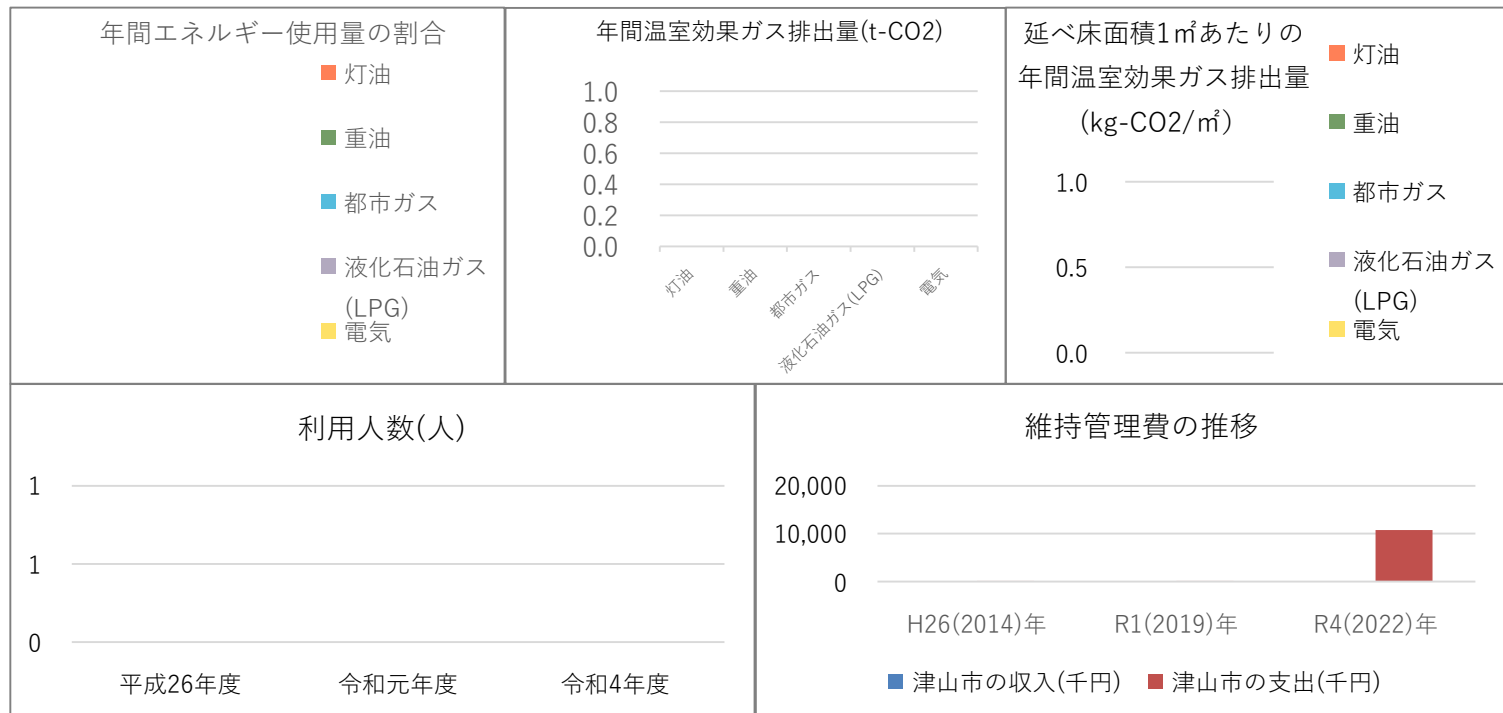 年間エネルギー使用量の割合
灯油
重油
都市ガス
液化石油ガス
(LPG)
電気
年間温室効果ガス排出量(t-CO2)
1.0
0.8
0.6
0.4
0.2
0.0
灯油
重油
都市ガス
液化石油ガス(LPG)
電気
延べ床面積1㎡あたりの
年間温室効果ガス排出量
(kg-CO2/㎡)
1.0
0.5
0.0
灯油
重油
都市ガス
液化石油ガス
(LPG)
電気
利用人数(人)
1
1
0
平成26年度 令和元年度 令和4年度
維持管理費の推移
20,000
10,000
0
H26(2014)年 R1(2019)年 R4(2022)年
津山市の収入(千円) 津山市の支出(千円)